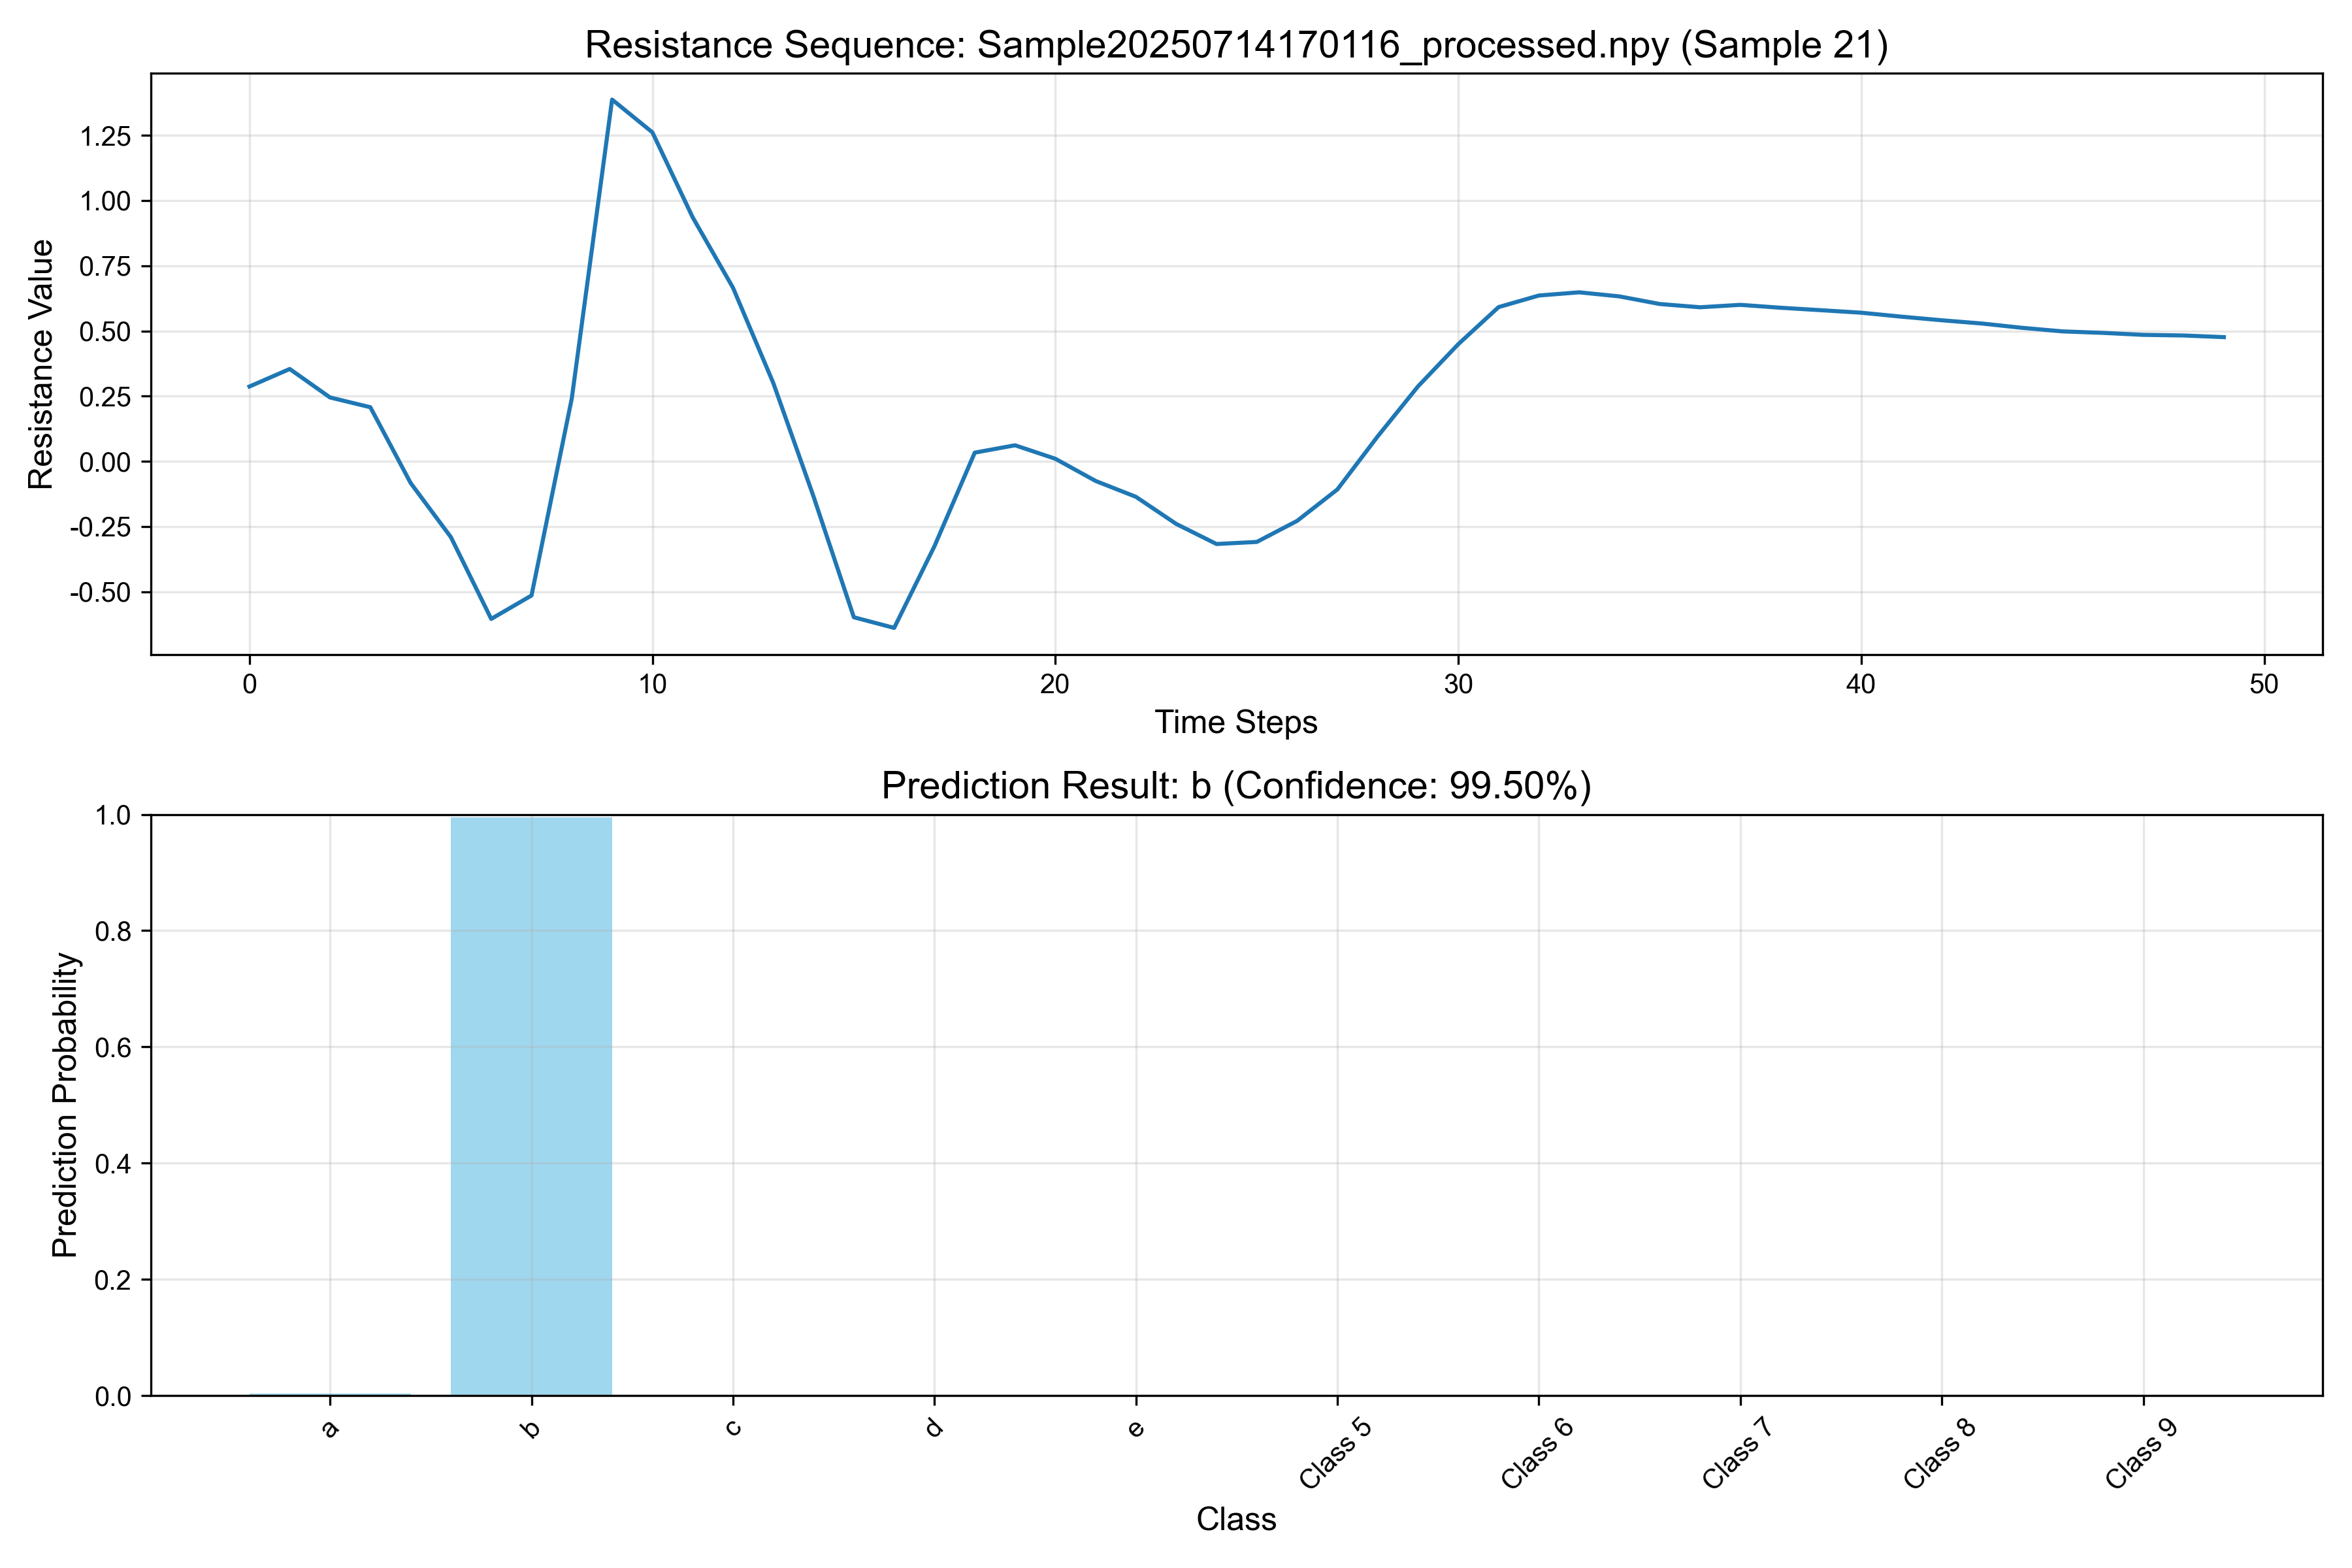 Resistance Sequence: Sample20250714170116_processed.npy (Sample 21)
Resistance Value
1.25
1.00
0.75
0.50
0.25
0.00
-0.25
-0.50
0 10 20 30 40 50
Time Steps
Prediction Result: b (Confidence: 99.50%)
Prediction Probability
1.0
0.8
0.6
0.4
0.2
0.0
a b c d e Class 5 Class 6 Class 7 Class 8 Class 9
Class